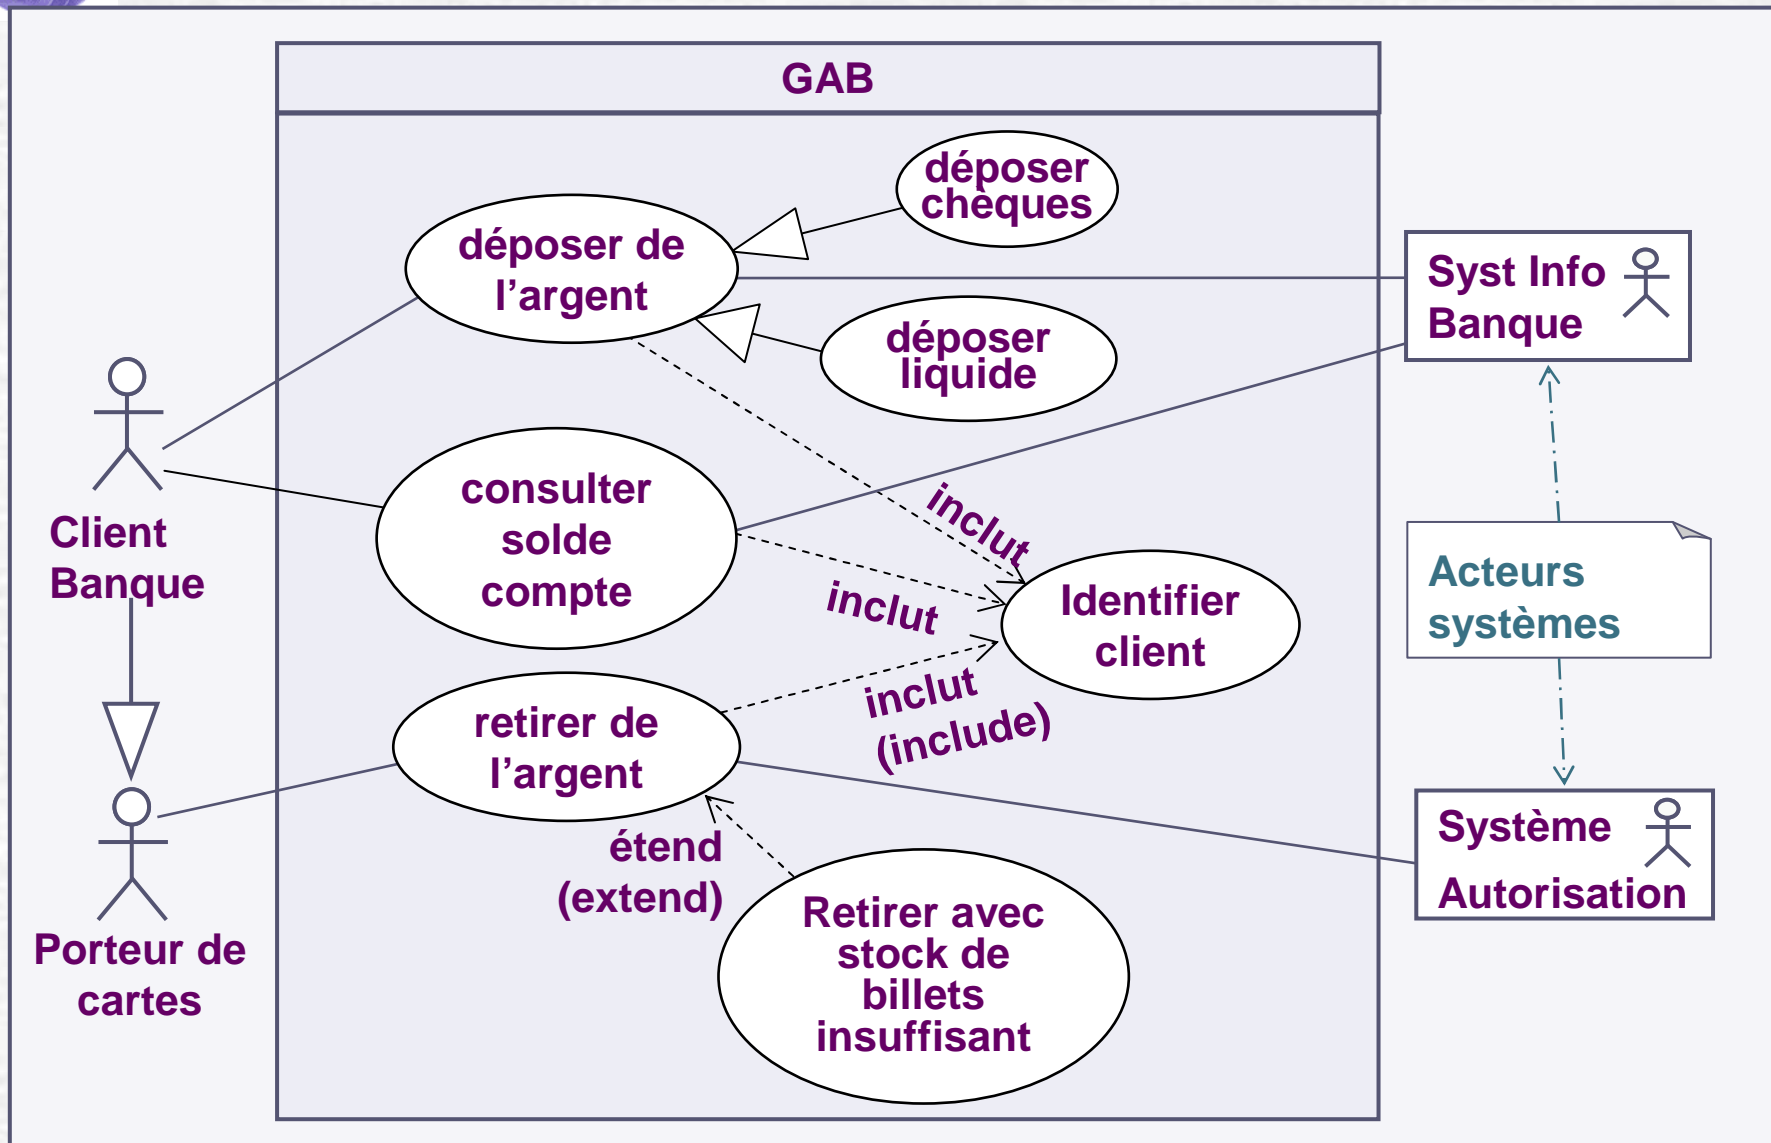 GAB
déposer
chèques
déposer de
l’argent
Syst Info
Banque
déposer
liquide
consulter
solde
compte
inclut
Client
Banque
inclut
Identifier
client
Acteurs
systèmes
inclut
(include)
retirer de
l’argent
étend
(extend)
Système
Autorisation
Retirer avec
stock de
billets
insuffisant
Porteur de
cartes